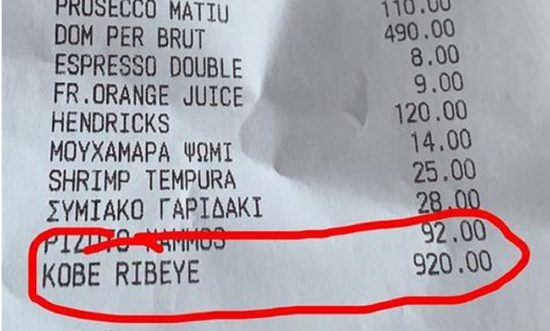 PROSECCO MATIU 110.00
DOM PER BRUT 490.00
ESPRESSO DOUBLE 8.00
FR.ORANGE JUICE 9.00
HENDRICKS 120.00
ΜΟΥΧΑΜΑΡΑ ΨΩΜΙ 14.00
SHRIMP TEMPURA 25.00
ΣΥΜΙΑΚΟ ΓΑΡΙΔΑΚΙ 28.00
ΡΙΖΟΤΟ NAMMOS 92.00
KOBE RIBEYE 920.00